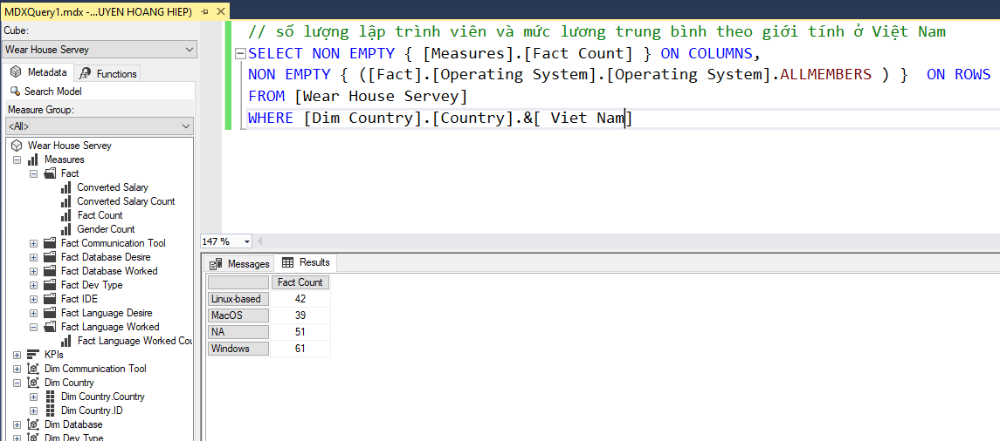 MDXQuery1.mdx -...UYEN HOANG HIEP)
Cube:
Wear House Servey
Metadata
Functions
Search Model
Measure Group:
<All>
Wear House Servey
Measures
Fact
Converted Salary
Converted Salary Count
Fact Count
Gender Count
Fact Communication Tool
Fact Database Desire
Fact Database Worked
Fact Dev Type
Fact IDE
Fact Language Desire
Fact Language Worked
Fact Language Worked Cou
KPIs
Dim Communication Tool
Dim Country
Dim Country.Country
Dim Country.ID
Dim Database
Dim Dev Type
// số lượng lập trình viên và mức lương trung bình theo giới tính ở Việt Nam
SELECT NON EMPTY { [Measures].[Fact Count] } ON COLUMNS,
NON EMPTY { ([Fact].[Operating System].[Operating System].ALLMEMBERS ) }  ON ROWS
FROM [Wear House Servey]
WHERE [Dim Country].[Country].&[ Viet Nam]
147 %
Messages
Results
Fact Count
Linux-based 42
MacOS 39
NA 51
Windows 61